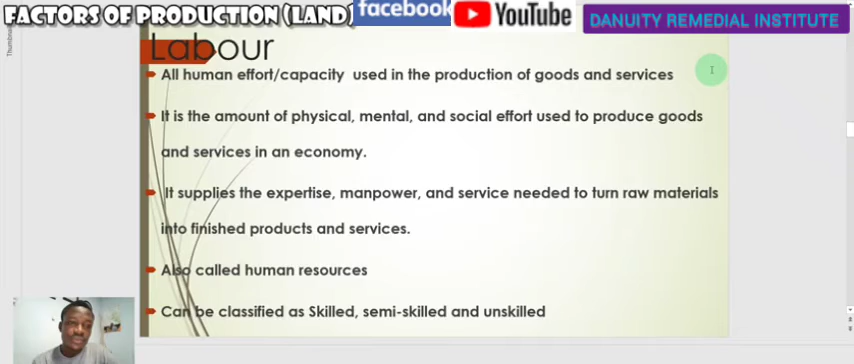 FACTORS OF PRODUCTION (LAND)
facebook
YouTube
DANUITY REMEDIAL INSTITUTE
Labour
All human effort/capacity used in the production of goods and services
It is the amount of physical, mental, and social effort used to produce goods
and services in an economy.
It supplies the expertise, manpower, and service needed to turn raw materials
into finished products and services.
Also called human resources
Can be classified as Skilled, semi-skilled and unskilled